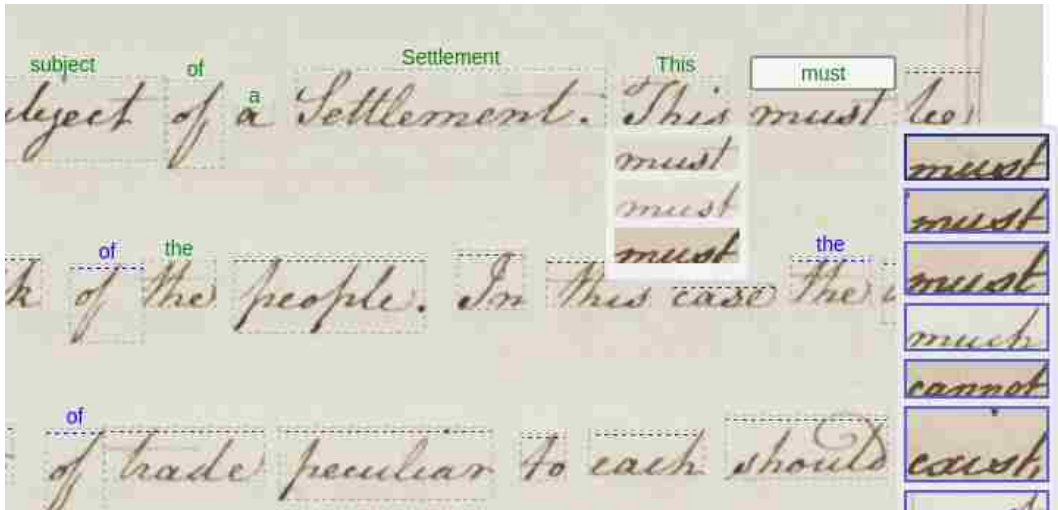 subject of a Settlement This must
ubject of a Settlement. This must be
must
must
must
of the the
of the people. In this case the
of
of trade peculiar to each should
must
must
must
much
cannot